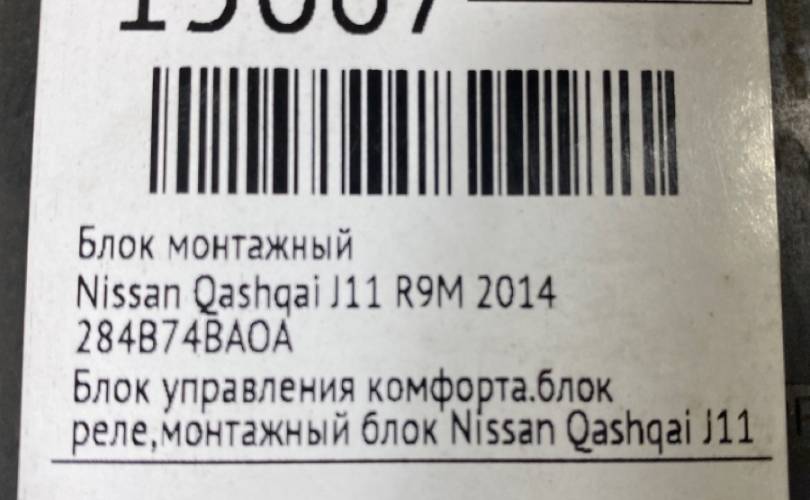 Блок монтажный
Nissan Qashqai J11 R9M 2014
284B74BA0A
Блок управления комфорта.блок
реле,монтажный блок Nissan Qashqai J11